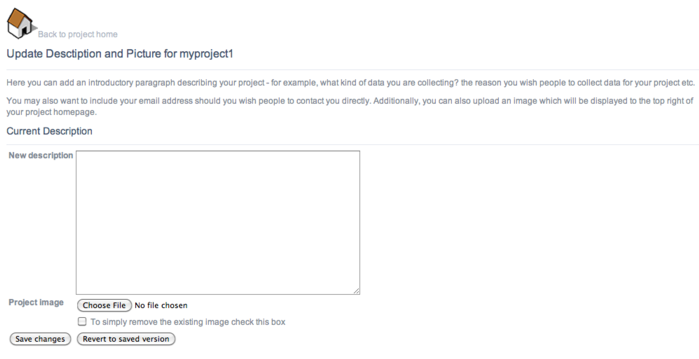 Back to project home
Update Desctiption and Picture for myproject1
Here you can add an introductory paragraph describing your project - for example, what kind of data you are collecting? the reason you wish people to collect data for your project etc.
You may also want to include your email address should you wish people to contact you directly. Additionally, you can also upload an image which will be displayed to the top right of
your project homepage.
Current Description
New description
Project image Choose File No file chosen
To simply remove the existing image check this box
Save changes Revert to saved version